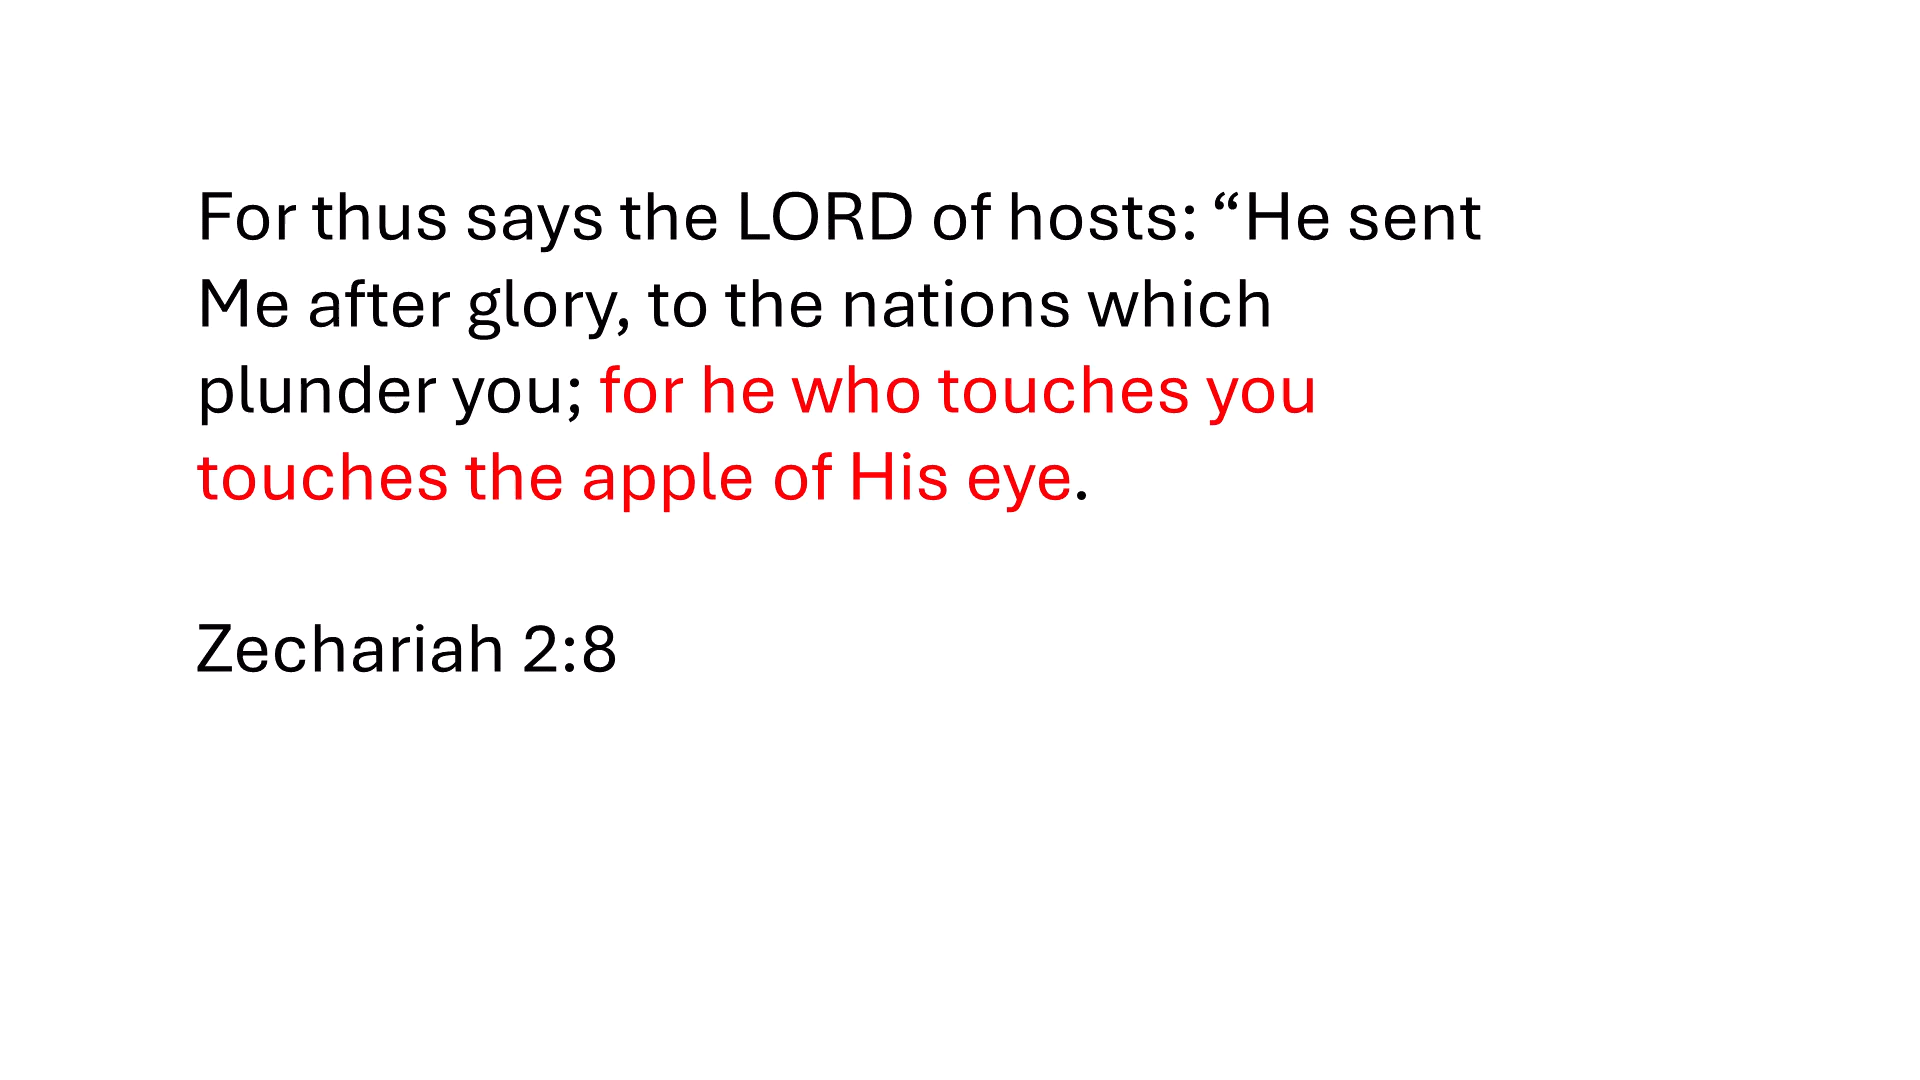 For thus says the LORD of hosts: “He sent
Me after glory, to the nations which
plunder you; for he who touches you
touches the apple of His eye.
Zechariah 2:8